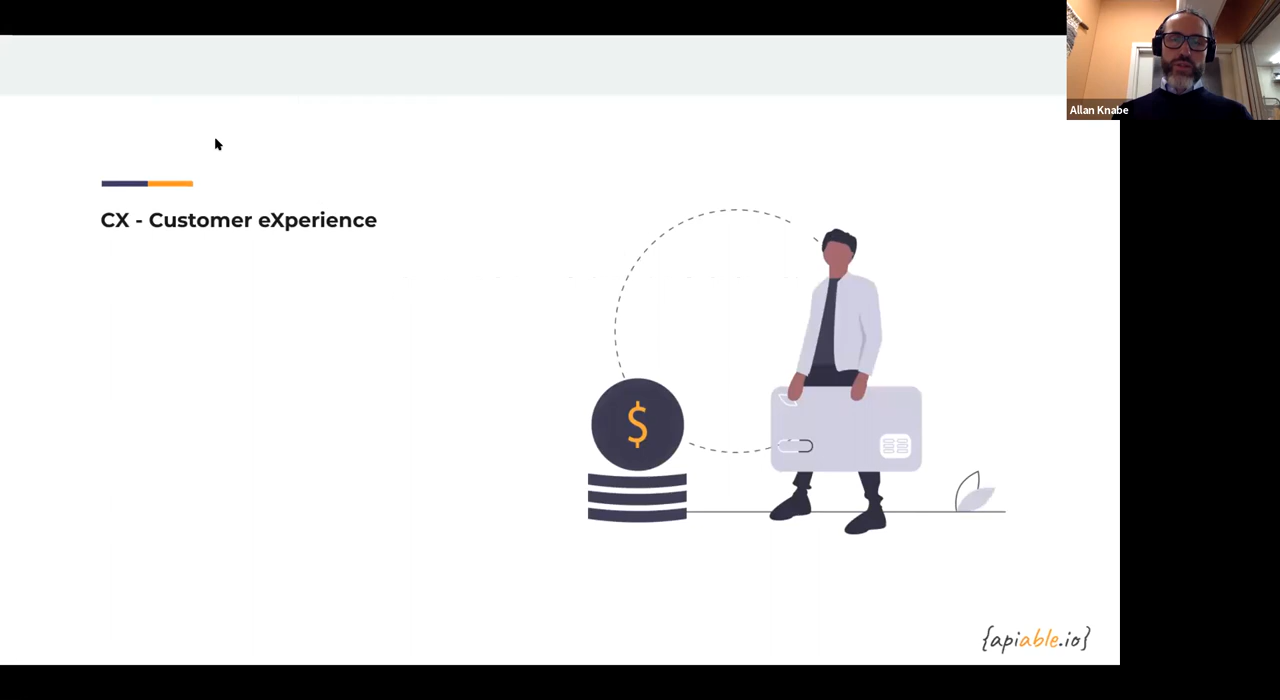 Allan Knabe
CX - Customer eXperience
$
{apiable.io}